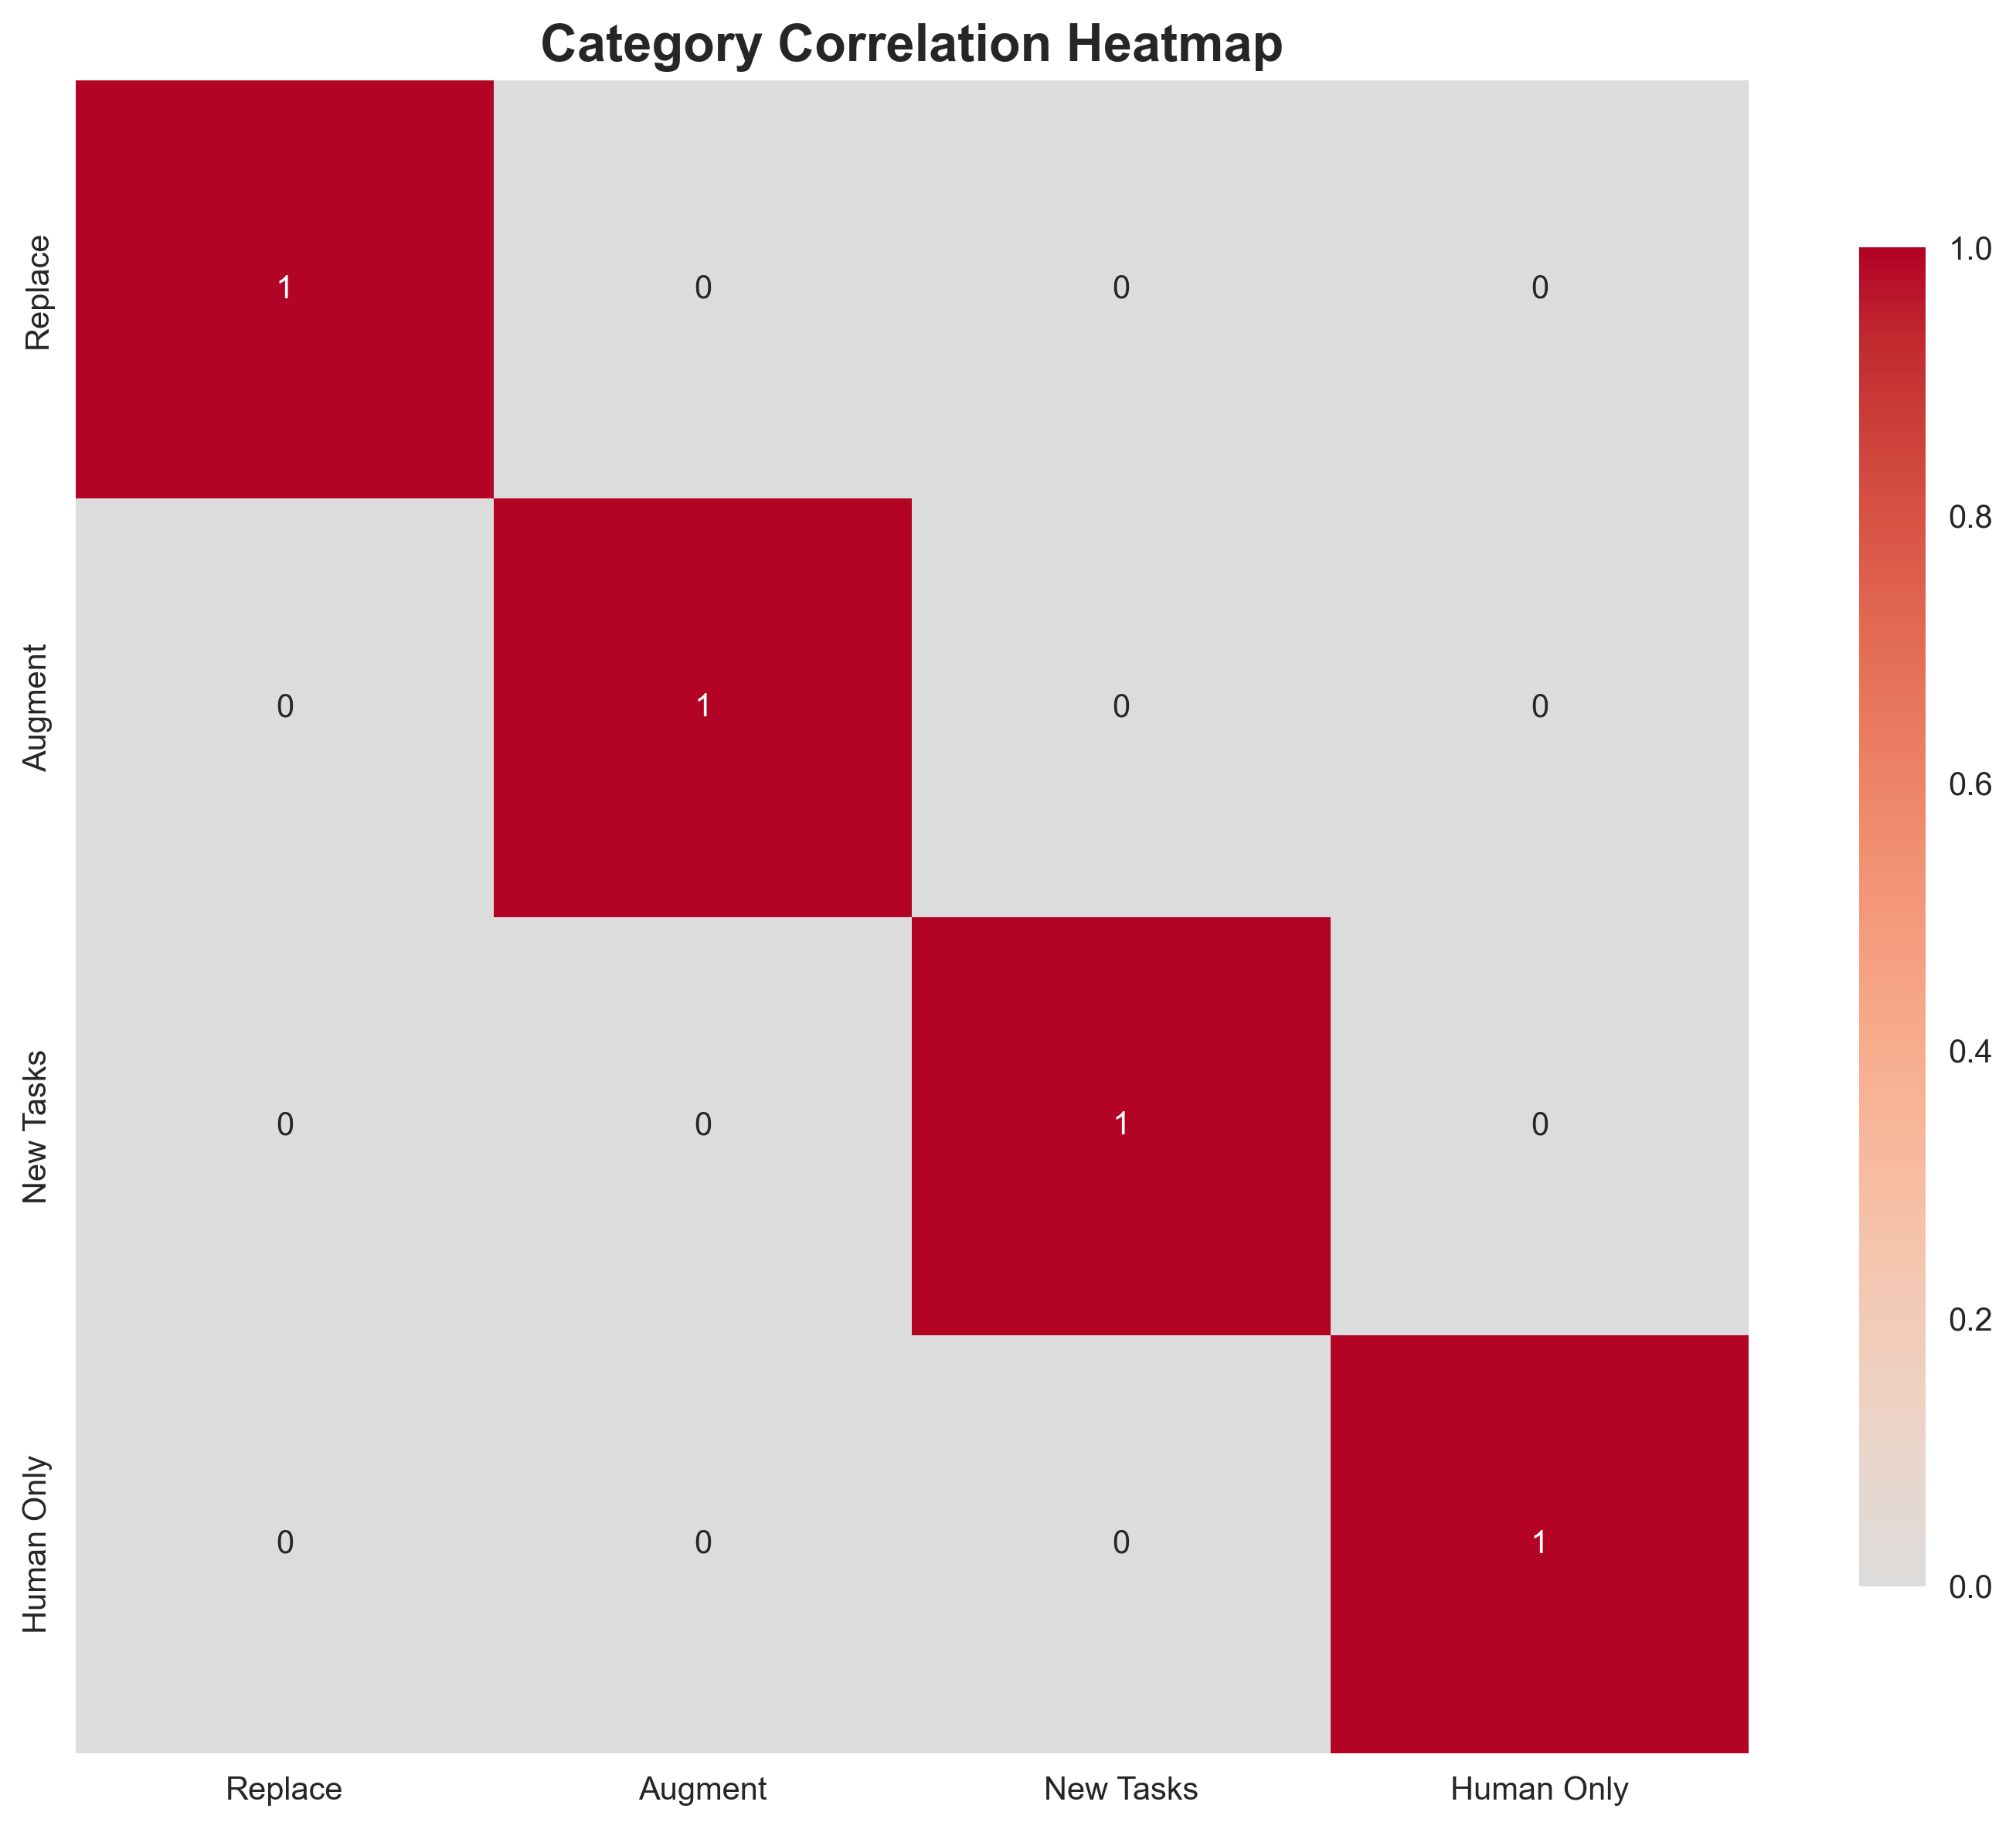 Category Correlation Heatmap
Replace
1 0 0 0
Augment
0 1 0 0
New Tasks
0 0 1 0
Human Only
0 0 0 1
Replace Augment New Tasks Human Only
1.0
0.8
0.6
0.4
0.2
0.0